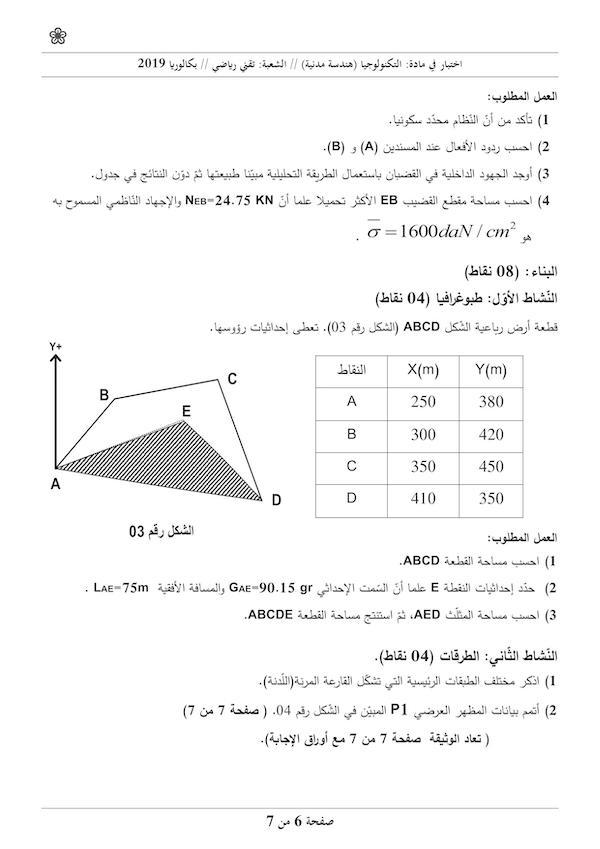 اختبار في مادة: التكنولوجيا (هندسة مدنية) // الشعبة: تقني رياضي // بكالوريا 2019
العمل المطلوب:
1) تأكد من أنّ النّظام محدّد سكونيا.
2) احسب ردود الأفعال عند المسندين (A) و (B).
3) أوجد الجهود الداخلية في القضبان باستعمال الطريقة التحليلية مبيّنا طبيعتها ثمّ دوّن النتائج في جدول.
4) احسب مساحة مقطع القضيب EB الأكثر تحميلا علما أنّ NEB=24.75 KN والإجهاد النّاظمي المسموح به
هو σ̅ = 1600daN / cm² .
البناء: (08 نقاط)
النّشاط الأوّل: طبوغرافيا (04 نقاط)
قطعة أرض رباعية الشّكل ABCD (الشكل رقم 03). تعطى إحداثيات رؤوسها.
النقاط X(m) Y(m)
A 250 380
B 300 420
C 350 450
D 410 350
Y+
B
C
E
A
D
الشكل رقم 03
العمل المطلوب:
1) احسب مساحة القطعة ABCD.
2) حدّد إحداثيات النقطة E علما أنّ السّمت الإحداثي GAE=90.15 gr والمسافة الأفقية LAE=75m .
3) احسب مساحة المثلّث AED، ثمّ استنتج مساحة القطعة ABCDE.
النّشاط الثّاني: الطرقات (04 نقاط).
1) اذكر مختلف الطبقات الرئيسية التي تشكّل القارعة المرنة(اللّدنة).
2) أتمم بيانات المظهر العرضي P1 المبيّن في الشّكل رقم 04. ( صفحة 7 من 7)
( تعاد الوثيقة صفحة 7 من 7 مع أوراق الإجابة).
صفحة 6 من 7